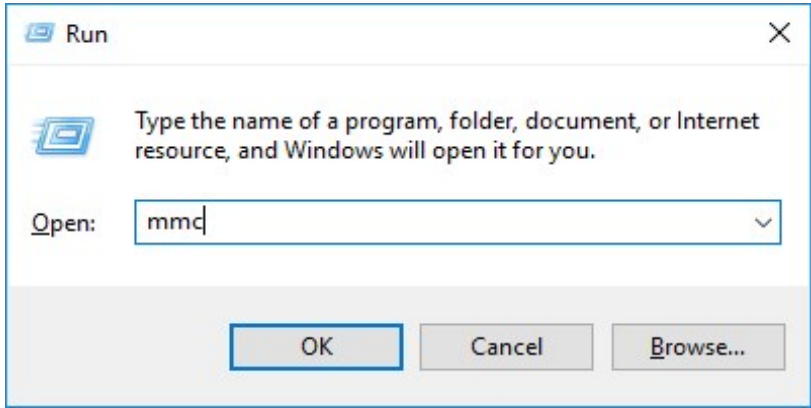 Run
Type the name of a program, folder, document, or Internet
resource, and Windows will open it for you.
Open: mmc
OK Cancel Browse...